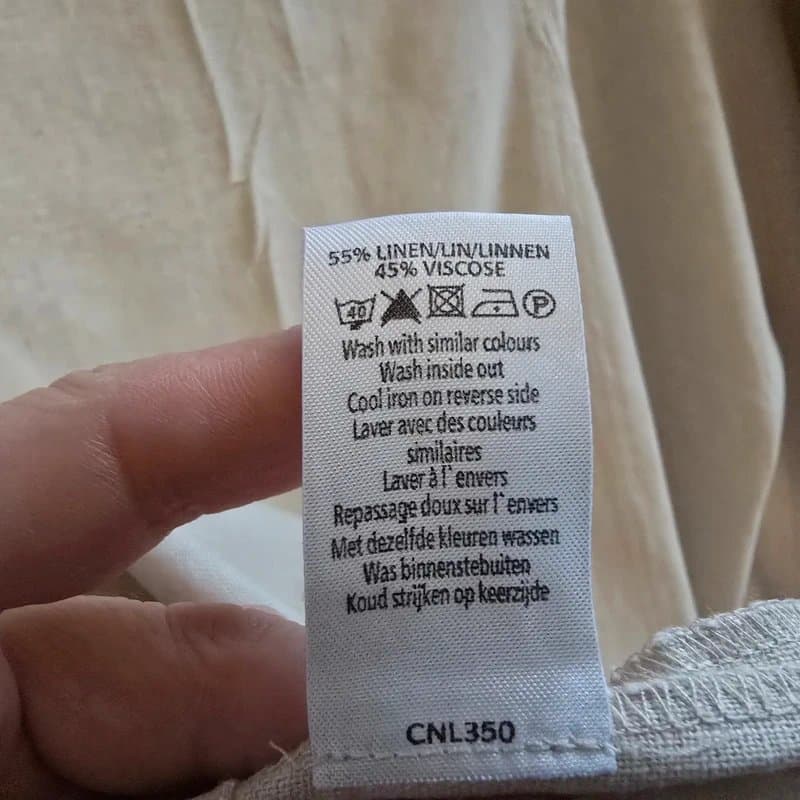 55% LINEN/LIN/LINNEN
45% VISCOSE
40 P
Wash with similar colours
Wash inside out
Cool iron on reverse side
Laver avec des couleurs
similaires
Laver à l' envers
Repassage doux sur l' envers
Met dezelfde kleuren wassen
Was binnenstebuiten
Koud strijken op keerzijde
CNL350